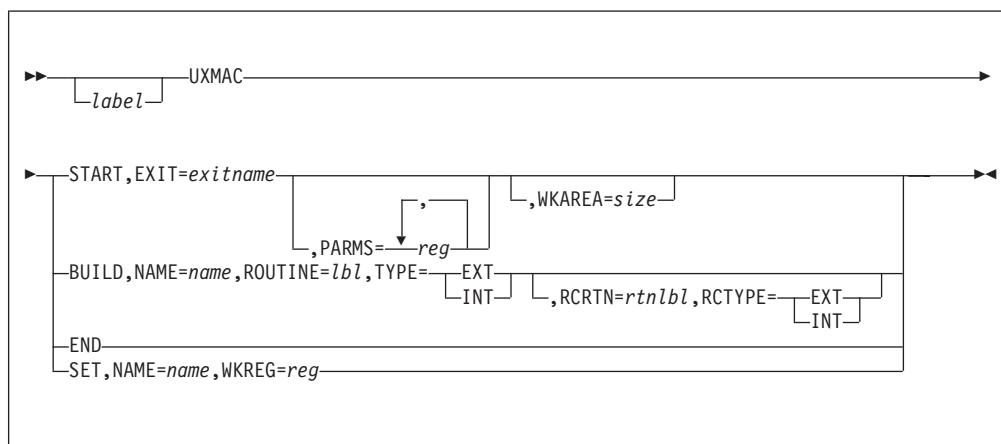 UXMAC
label
START,EXIT=exitname
,WKAREA=size
,
,PARMS= reg
BUILD,NAME=name,ROUTINE=lbl,TYPE= EXT
INT
,RCRTN=rtnlbl,RCTYPE= EXT
INT
END
SET,NAME=name,WKREG=reg